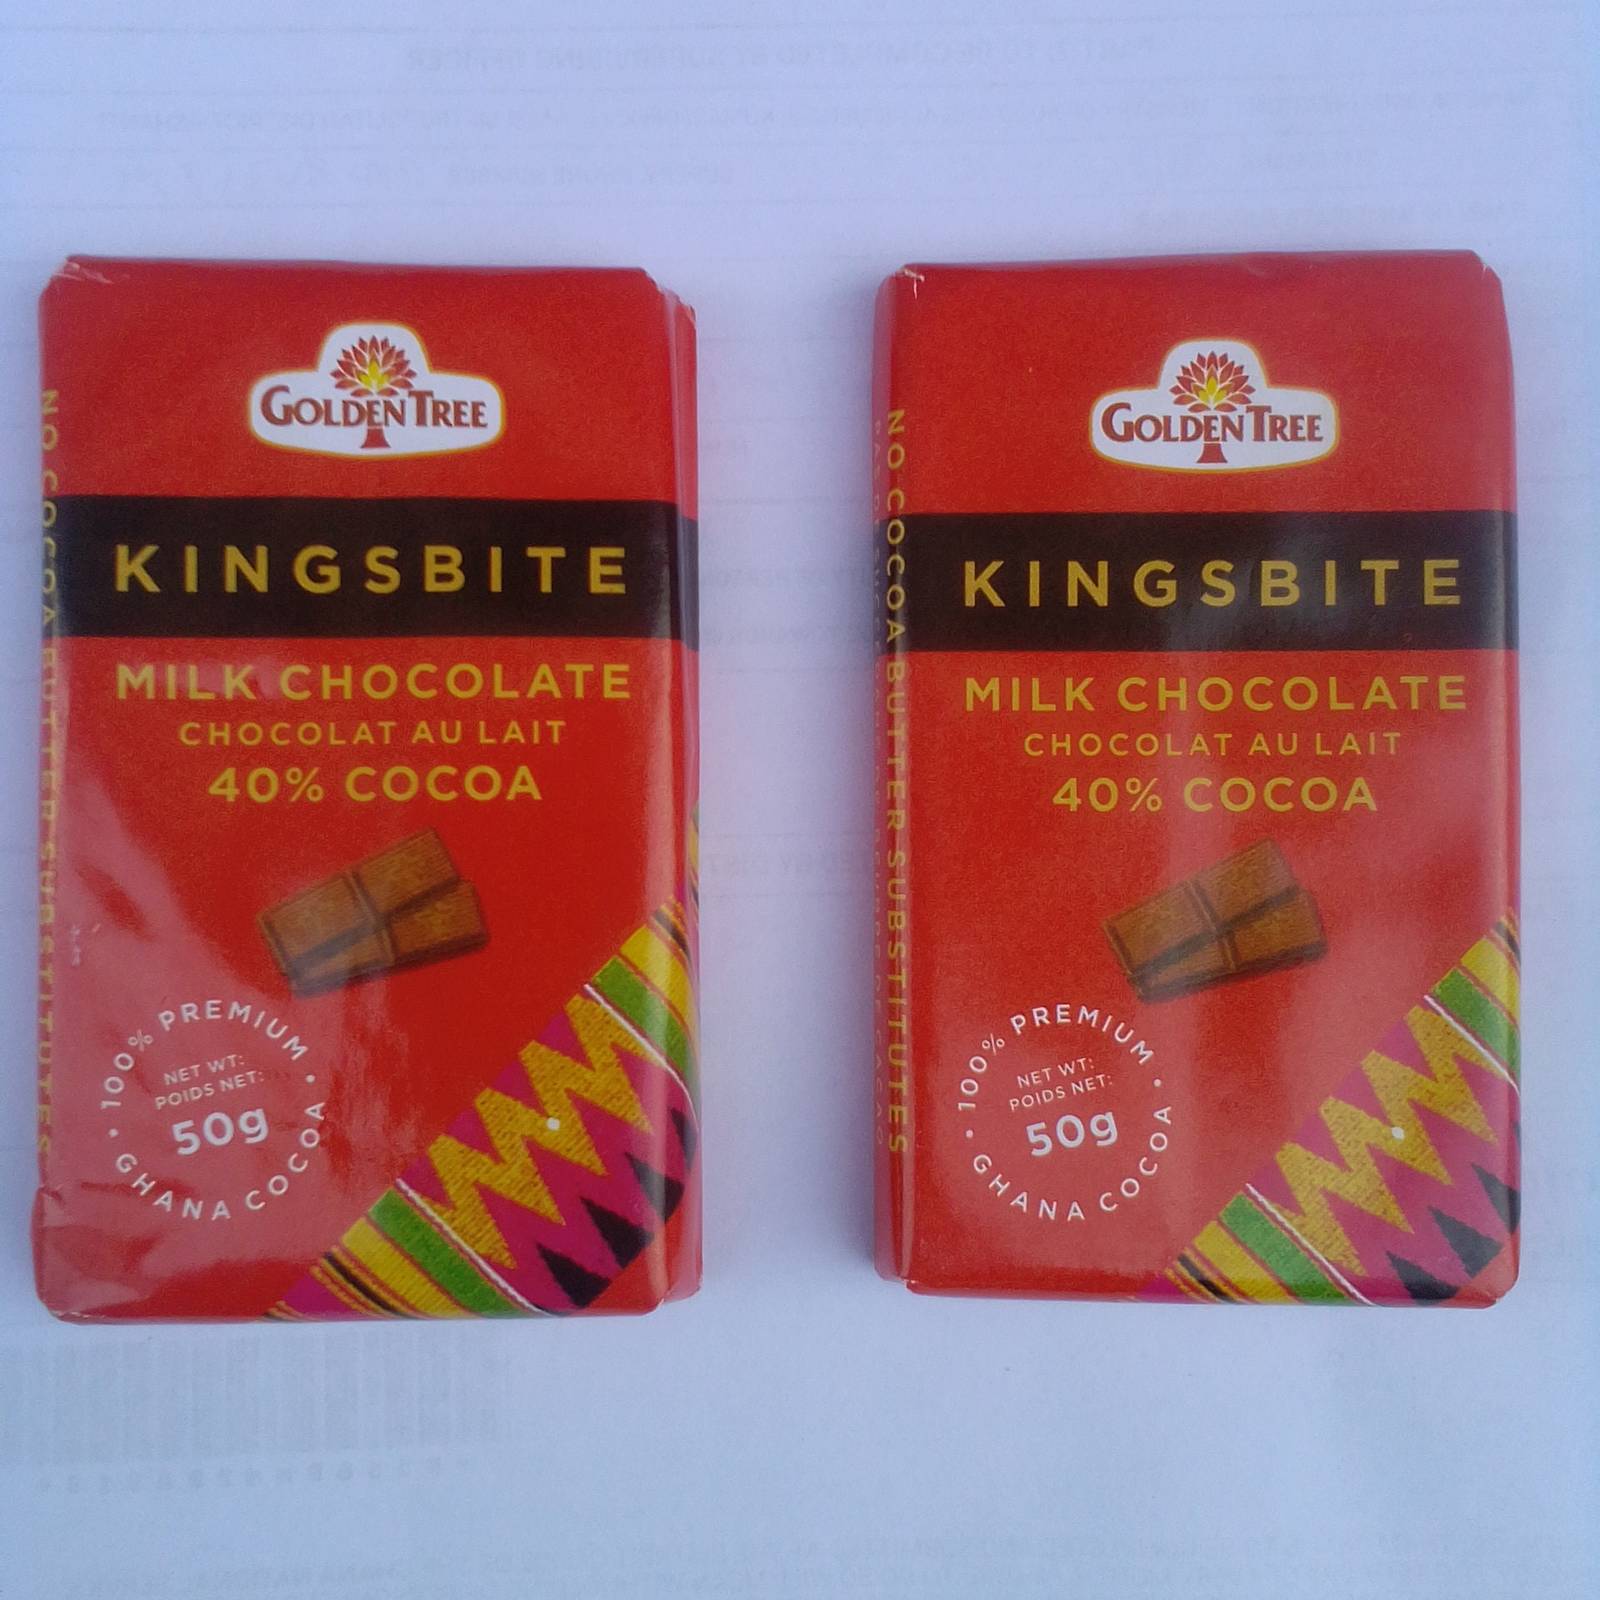 GOLDEN TREE
KINGSBITE
MILK CHOCOLATE
CHOCOLAT AU LAIT
40% COCOA
100% PREMIUM
NET WT:
POIDS NET:
50g
GHANA COCOA
NO COCOA BUTTER SUBSTITUTES
GOLDEN TREE
KINGSBITE
MILK CHOCOLATE
CHOCOLAT AU LAIT
40% COCOA
100% PREMIUM
NET WT:
POIDS NET:
50g
GHANA COCOA
NO COCOA BUTTER SUBSTITUTES